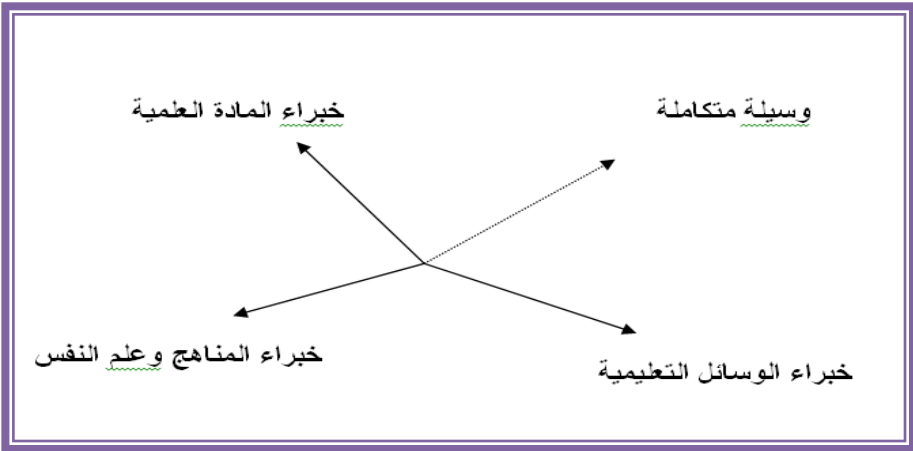 وسيلة متكاملة
خبراء المادة العلمية
خبراء المناهج وعلم النفس
خبراء الوسائل التعليمية